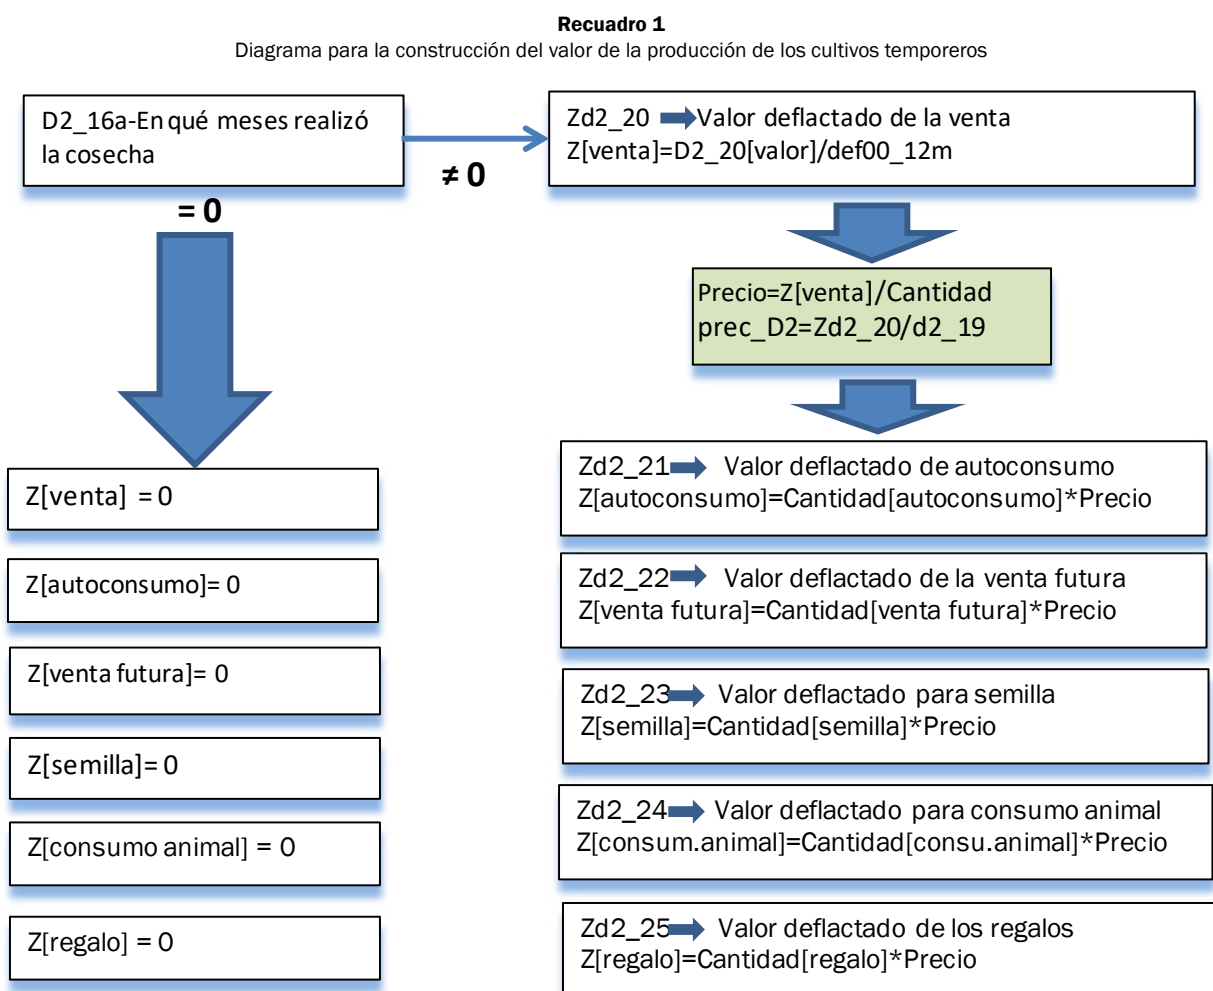 Recuadro 1
Diagrama para la construcción del valor de la producción de los cultivos temporeros
D2_16a-En qué meses realizó
la cosecha
≠ 0
= 0
Zd2_20 Valor deflactado de la venta
Z[venta]=D2_20[valor]/def00_12m
Precio=Z[venta]/Cantidad
prec_D2=Zd2_20/d2_19
Z[venta] = 0
Z[autoconsumo]= 0
Z[venta futura]= 0
Z[semilla]= 0
Z[consumo animal] = 0
Z[regalo] = 0
Zd2_21 Valor deflactado de autoconsumo
Z[autoconsumo]=Cantidad[autoconsumo]*Precio
Zd2_22 Valor deflactado de la venta futura
Z[venta futura]=Cantidad[venta futura]*Precio
Zd2_23 Valor deflactado para semilla
Z[semilla]=Cantidad[semilla]*Precio
Zd2_24 Valor deflactado para consumo animal
Z[consum.animal]=Cantidad[consu.animal]*Precio
Zd2_25 Valor deflactado de los regalos
Z[regalo]=Cantidad[regalo]*Precio